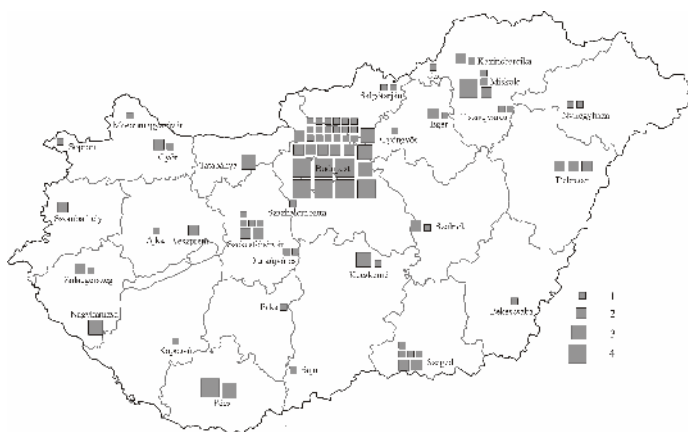 Kazincbarcika
Miskolc
Salgótarján
Eger
Nyíregyháza
Mosonmagyaróvár
Sopron
Győr
Gyöngyös
Tatabánya
Budapest
Debrecen
Százhalombatta
Szombathely
Ajka
Veszprém
Székesfehérvár
Szolnok
Dunaújváros
Zalaegerszeg
Kecskemét
Nagykanizsa
Paks
Békéscsaba
1
2
3
4
Kaposvár
Baja
Szeged
Pécs